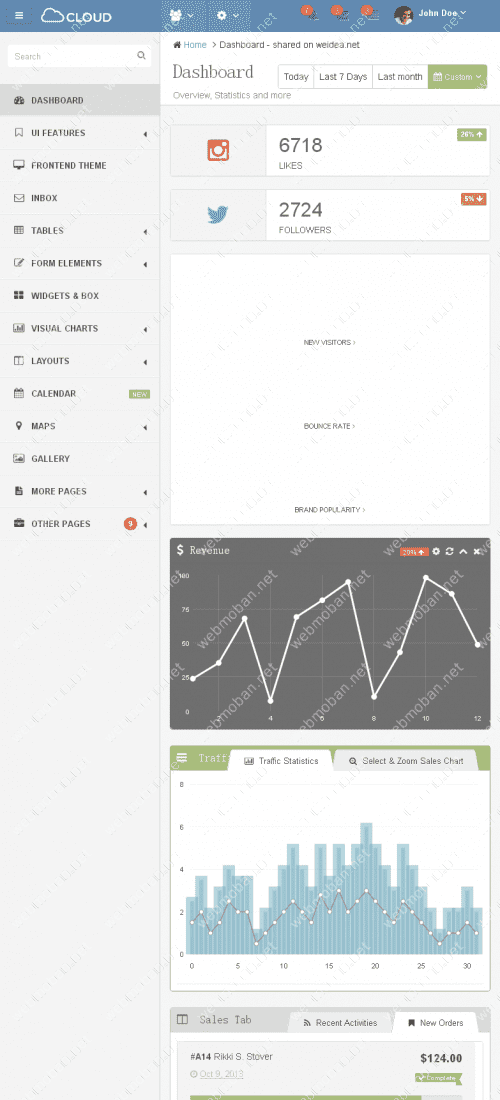 CLOUD
John Doe
Search
DASHBOARD
UI FEATURES
FRONTEND THEME
INBOX
TABLES
FORM ELEMENTS
WIDGETS & BOX
VISUAL CHARTS
LAYOUTS
CALENDAR NEW
MAPS
GALLERY
MORE PAGES
OTHER PAGES 9
Home > Dashboard - shared on weidea.net
Dashboard
Today Last 7 Days Last month Custom
Overview, Statistics and more
6718
LIKES
26%
2724
FOLLOWERS
5%
NEW VISITORS >
BOUNCE RATE >
BRAND POPULARITY >
$ Revenue
20%
100
75
50
25
0
2 4 6 8 10 12
Traffi
Traffic Statistics
Select & Zoom Sales Chart
8
6
4
2
0
0 5 10 15 20 25 30
Sales Tab
Recent Activities
New Orders
#A14 Rikki S. Stover
$124.00
Oct 9, 2013
Complete
webmoban.net